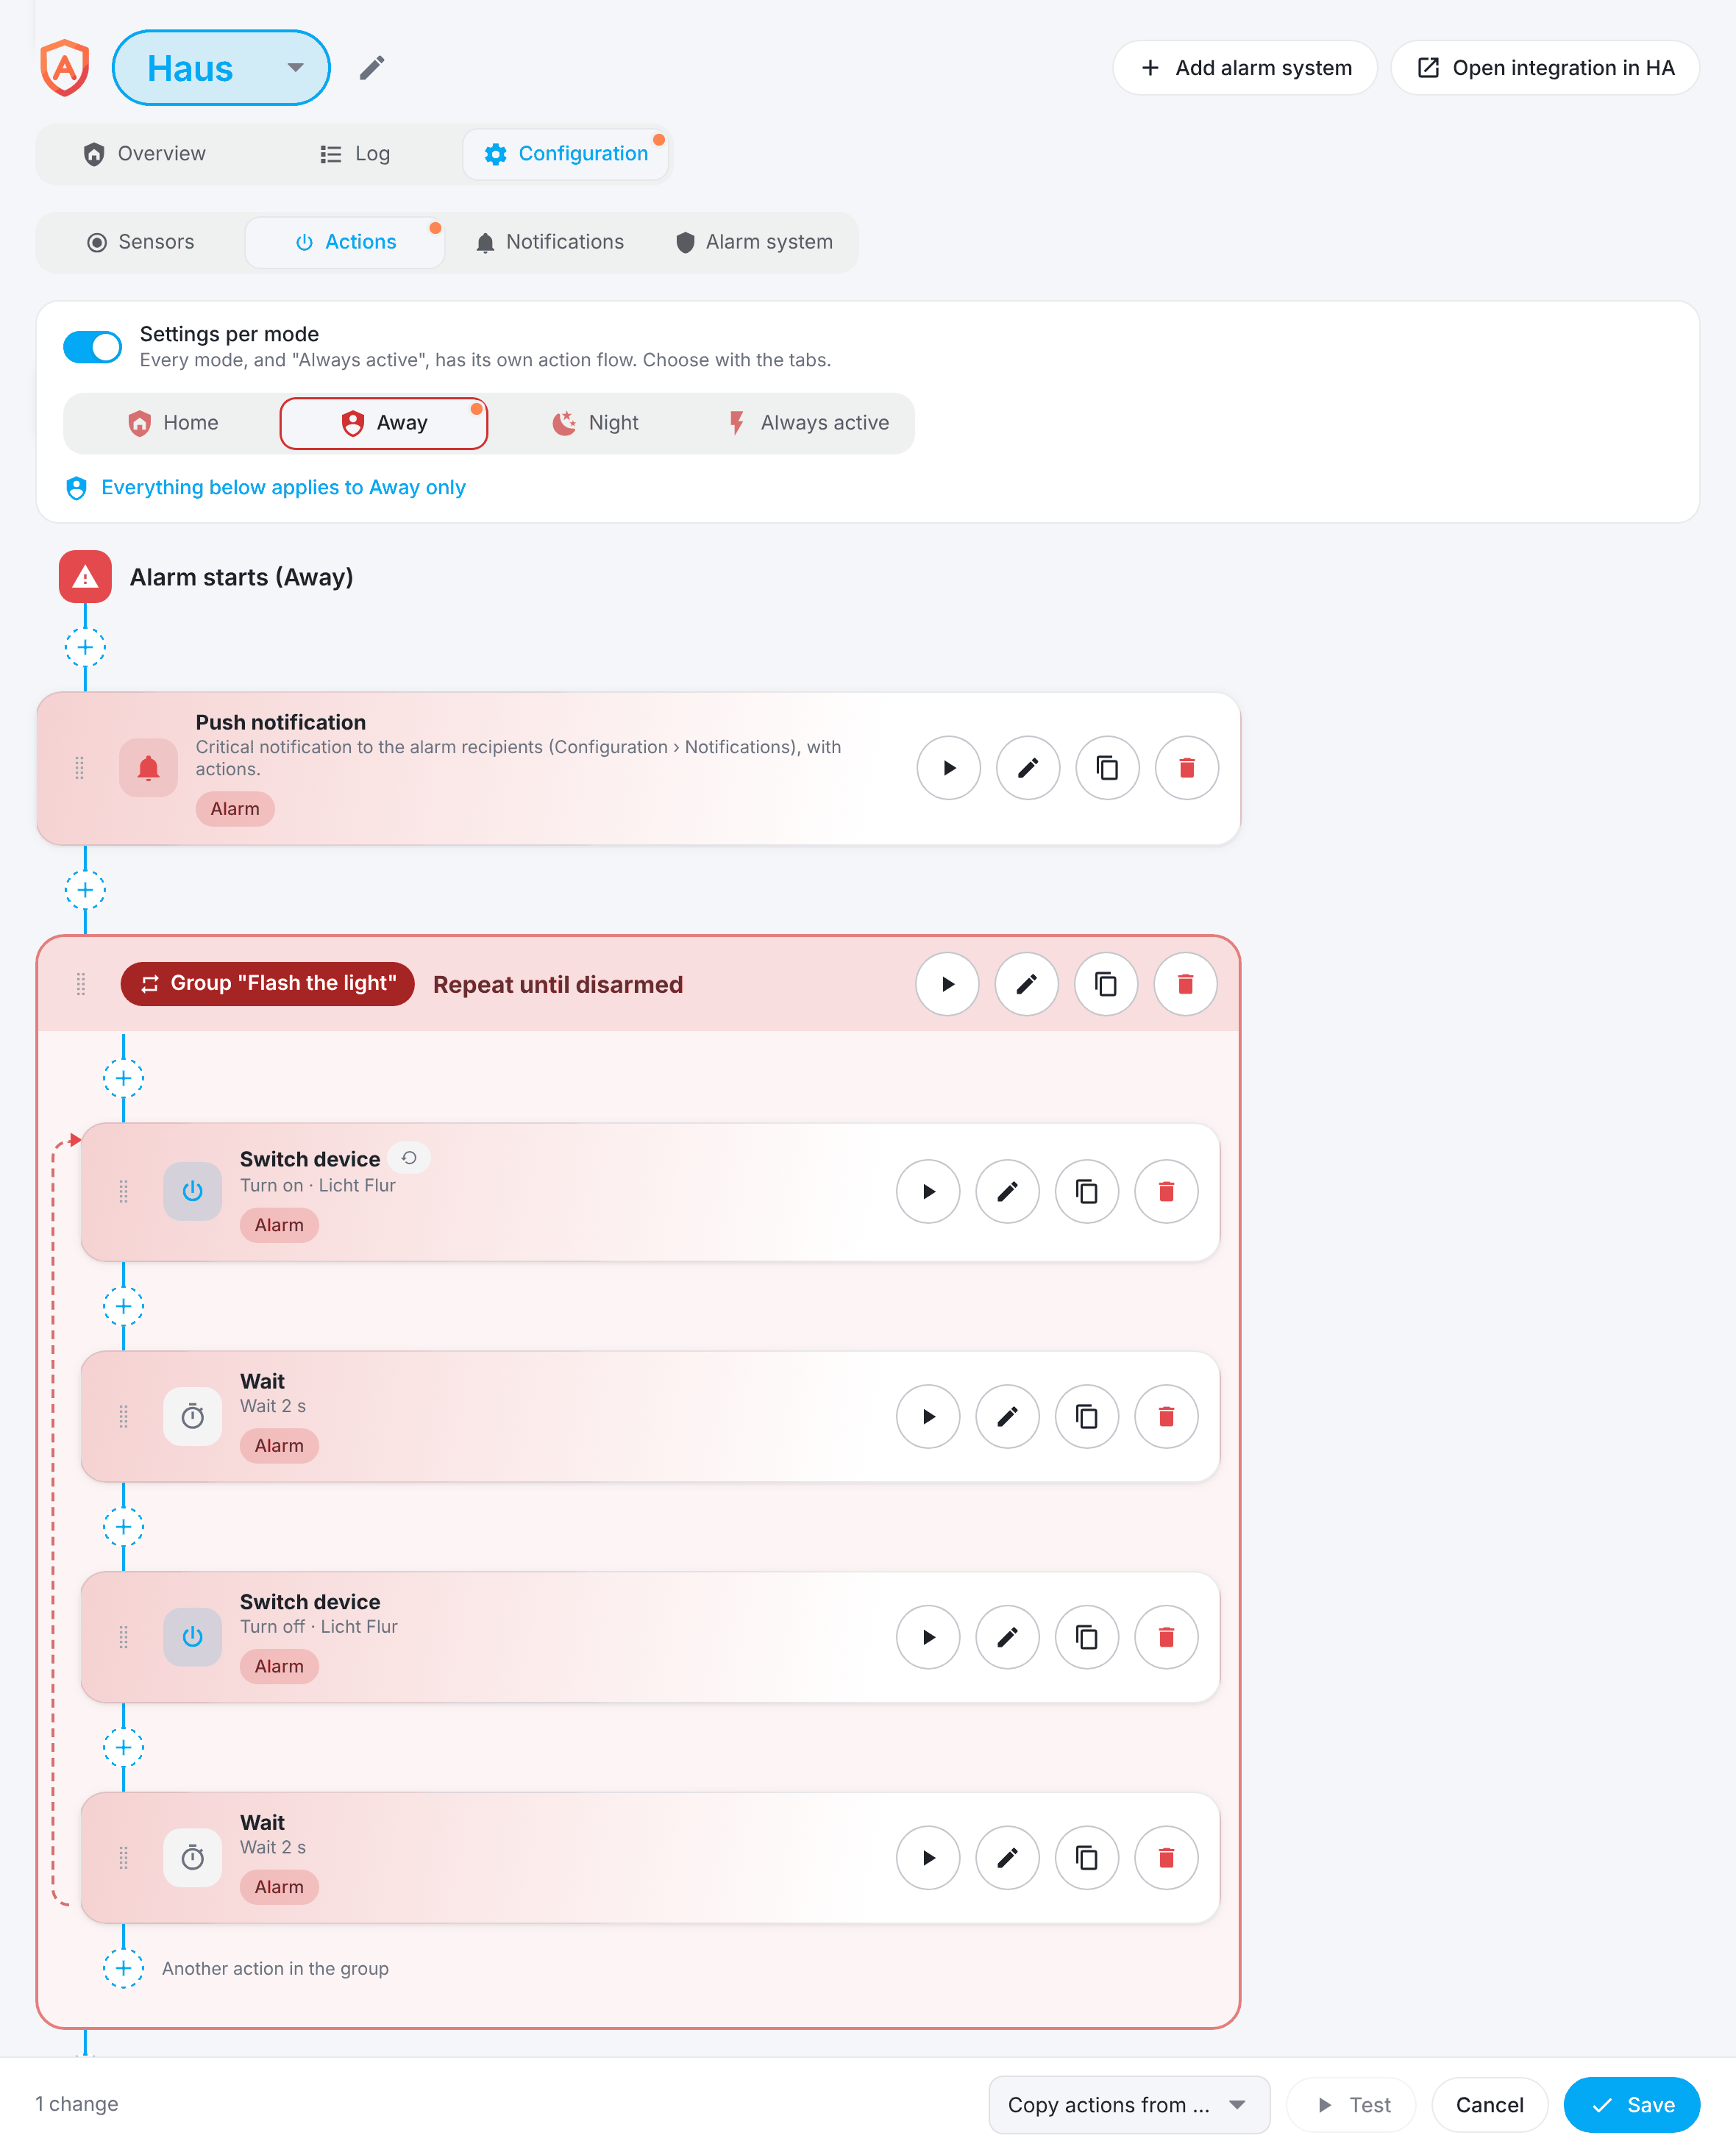 Haus
Add alarm system
Open integration in HA
Overview
Log
Configuration
Sensors
Actions
Notifications
Alarm system
Settings per mode
Every mode, and "Always active", has its own action flow. Choose with the tabs.
Home
Away
Night
Always active
Everything below applies to Away only
Alarm starts (Away)
Push notification
Critical notification to the alarm recipients (Configuration › Notifications), with
actions.
Alarm
Group "Flash the light"
Repeat until disarmed
Switch device
Turn on · Licht Flur
Alarm
Wait
Wait 2 s
Alarm
Switch device
Turn off · Licht Flur
Alarm
Wait
Wait 2 s
Alarm
Another action in the group
1 change
Copy actions from ...
Test
Cancel
Save